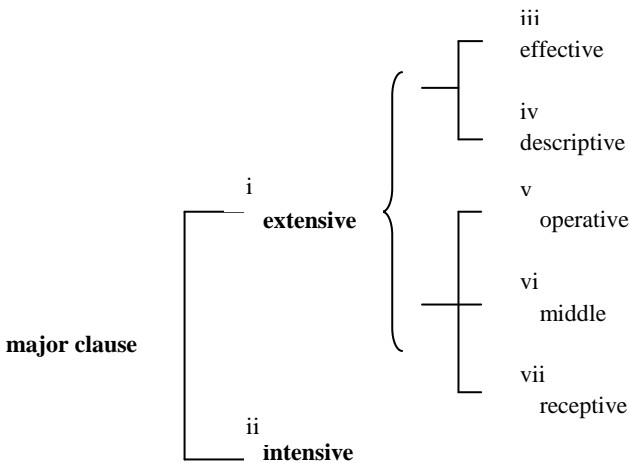 iii
effective
iv
descriptive
i
extensive
v
operative
vi
middle
major clause
vii
receptive
ii
intensive